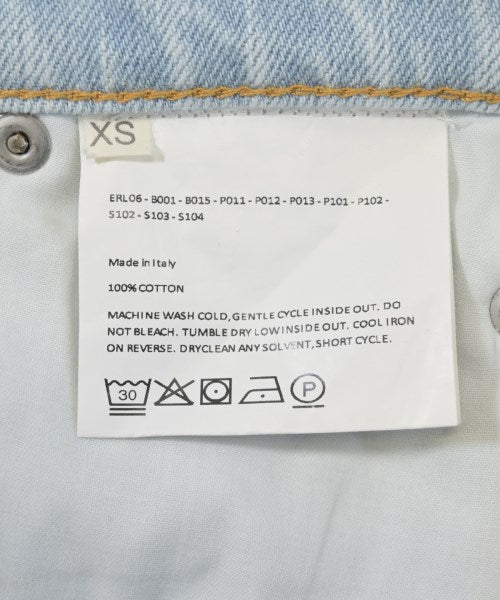 XS
ERL06 - B001 - B015 - P011 - P012 - P013 - P101 - P102 -
S102 - S103 - S104
Made in Italy
100% COTTON
MACHINE WASH COLD, GENTLE CYCLE INSIDE OUT. DO
NOT BLEACH. TUMBLE DRY LOW INSIDE OUT. COOL IRON
ON REVERSE. DRYCLEAN ANY SOLVENT, SHORT CYCLE.
30 P